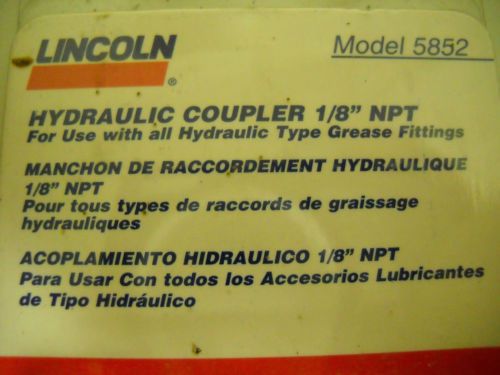 LINCOLN ®
Model 5852
HYDRAULIC COUPLER 1/8" NPT
For Use with all Hydraulic Type Grease Fittings
MANCHON DE RACCORDEMENT HYDRAULIQUE
1/8" NPT
Pour tous types de raccords de graissage
hydrauliques
ACOPLAMIENTO HIDRAULICO 1/8" NPT
Para Usar Con todos los Accesorios Lubricantes
de Tipo Hidráulico